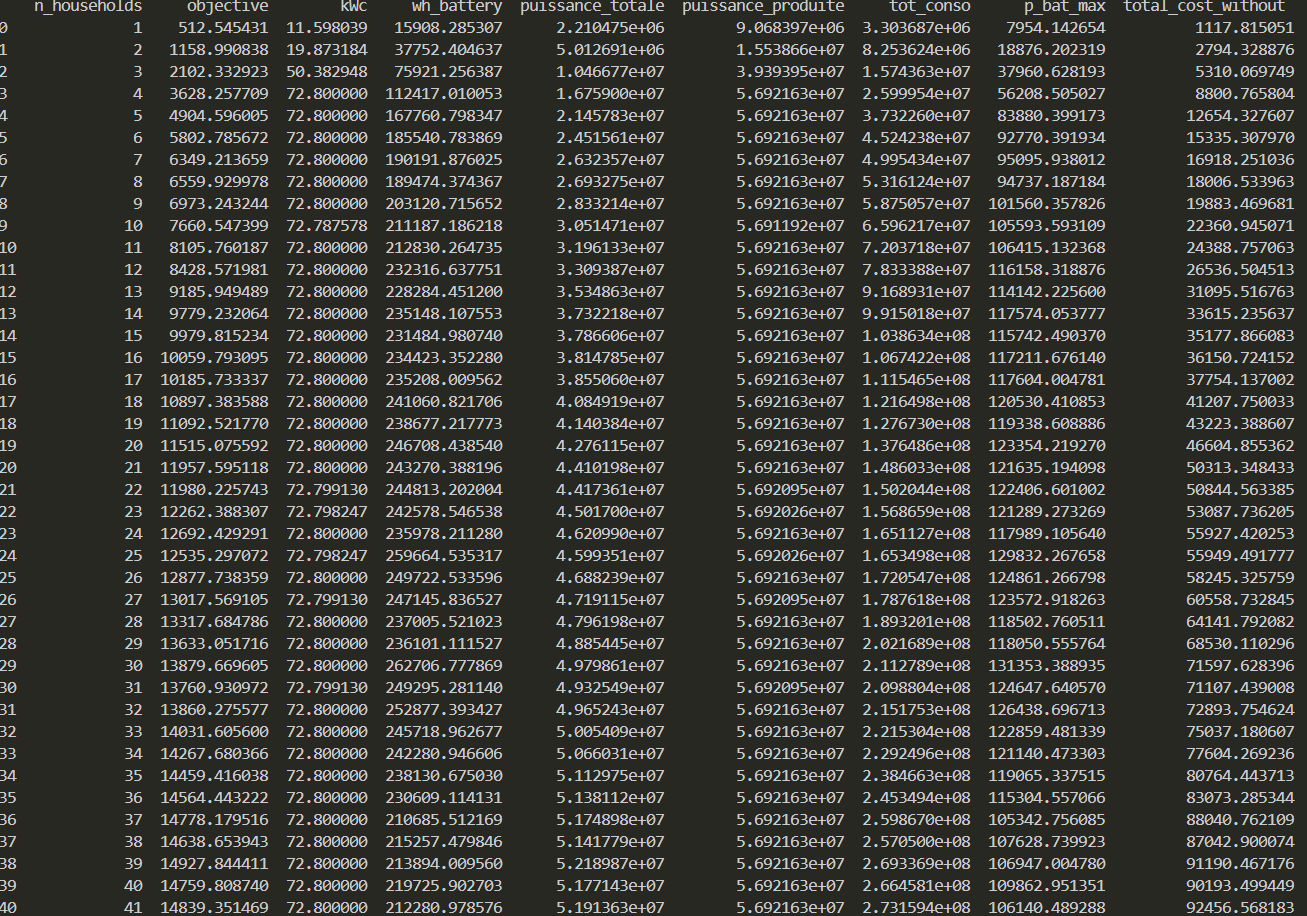 n_households objective kWc wh_battery puissance_totale puissance_produite tot_conso p_bat_max total_cost_without
0 1 512.545431 11.598039 15908.285307 2.210475e+06 9.068397e+06 3.303687e+06 7954.142654 1117.815051
1 2 1158.990838 19.873184 37752.404637 5.012691e+06 1.553866e+07 8.253624e+06 18876.202319 2794.328876
2 3 2102.332923 50.382948 75921.256387 1.046677e+07 3.939395e+07 1.574363e+07 37960.628193 5310.069749
3 4 3628.257709 72.800000 112417.010053 1.675900e+07 5.692163e+07 2.599954e+07 56208.505027 8800.765804
4 5 4904.596005 72.800000 167760.798347 2.145783e+07 5.692163e+07 3.732260e+07 83880.399173 12654.327607
5 6 5802.785672 72.800000 185540.783869 2.451561e+07 5.692163e+07 4.524238e+07 92770.391934 15335.307970
6 7 6349.213659 72.800000 190191.876025 2.632357e+07 5.692163e+07 4.995434e+07 95095.938012 16918.251036
7 8 6559.929978 72.800000 189474.374367 2.693275e+07 5.692163e+07 5.316124e+07 94737.187184 18006.533963
8 9 6973.243244 72.800000 203120.715652 2.833214e+07 5.692163e+07 5.875057e+07 101560.357826 19883.469681
9 10 7660.547399 72.787578 211187.186218 3.051471e+07 5.691192e+07 6.596217e+07 105593.593109 22360.945071
10 11 8105.760187 72.800000 212830.264735 3.196133e+07 5.692163e+07 7.203718e+07 106415.132368 24388.757063
11 12 8428.571981 72.800000 232316.637751 3.309387e+07 5.692163e+07 7.833388e+07 116158.318876 26536.504513
12 13 9185.949489 72.800000 228284.451200 3.534863e+07 5.692163e+07 9.168931e+07 114142.225600 31095.516763
13 14 9779.232064 72.800000 235148.107553 3.732218e+07 5.692163e+07 9.915018e+07 117574.053777 33615.235637
14 15 9979.815234 72.800000 231484.980740 3.786606e+07 5.692163e+07 1.038634e+08 115742.490370 35177.866083
15 16 10059.793095 72.800000 234423.352280 3.814785e+07 5.692163e+07 1.067422e+08 117211.676140 36150.724152
16 17 10185.733337 72.800000 235208.009562 3.855060e+07 5.692163e+07 1.115465e+08 117604.004781 37754.137002
17 18 10897.383588 72.800000 241060.821706 4.084919e+07 5.692163e+07 1.216498e+08 120530.410853 41207.750033
18 19 11092.521770 72.800000 238677.217773 4.140384e+07 5.692163e+07 1.276730e+08 119338.608886 43223.388607
19 20 11515.075592 72.800000 246708.438540 4.276115e+07 5.692163e+07 1.376486e+08 123354.219270 46604.855362
20 21 11957.595118 72.800000 243270.388196 4.410198e+07 5.692163e+07 1.486033e+08 121635.194098 50313.348433
21 22 11980.225743 72.799130 244813.202004 4.417361e+07 5.692095e+07 1.502044e+08 122406.601002 50844.563385
22 23 12262.388307 72.798247 242578.546538 4.501700e+07 5.692026e+07 1.568659e+08 121289.273269 53087.736205
23 24 12692.429291 72.800000 235978.211280 4.620990e+07 5.692163e+07 1.651127e+08 117989.105640 55927.420253
24 25 12535.297072 72.798247 259664.535317 4.599351e+07 5.692026e+07 1.653498e+08 129832.267658 55949.491777
25 26 12877.738359 72.800000 249722.533596 4.688239e+07 5.692163e+07 1.720547e+08 124861.266798 58245.325759
26 27 13017.569105 72.799130 247145.836527 4.719115e+07 5.692095e+07 1.787618e+08 123572.918263 60558.732845
27 28 13317.684786 72.800000 237005.521023 4.796198e+07 5.692163e+07 1.893201e+08 118502.760511 64141.792082
28 29 13633.051716 72.800000 236101.111527 4.885445e+07 5.692163e+07 2.021689e+08 118050.555764 68530.110296
29 30 13879.669605 72.800000 262706.777869 4.979861e+07 5.692163e+07 2.112789e+08 131353.388935 71597.628396
30 31 13760.930972 72.799130 249295.281140 4.932549e+07 5.692095e+07 2.098804e+08 124647.640570 71107.439008
31 32 13860.275577 72.800000 252877.393427 4.965243e+07 5.692163e+07 2.151753e+08 126438.696713 72893.754624
32 33 14031.605600 72.800000 245718.962677 5.005409e+07 5.692163e+07 2.215304e+08 122859.481339 75037.180607
33 34 14267.680366 72.800000 242280.946606 5.066031e+07 5.692163e+07 2.292496e+08 121140.473303 77604.269236
34 35 14459.416038 72.800000 238130.675030 5.112975e+07 5.692163e+07 2.384663e+08 119065.337515 80764.443713
35 36 14564.443222 72.800000 230609.114131 5.138112e+07 5.692163e+07 2.453494e+08 115304.557066 83073.285344
36 37 14778.179516 72.800000 210685.512169 5.174898e+07 5.692163e+07 2.598670e+08 105342.756085 88040.762109
37 38 14638.653943 72.800000 215257.479846 5.141779e+07 5.692163e+07 2.570500e+08 107628.739923 87042.900074
38 39 14927.844411 72.800000 213894.009560 5.218987e+07 5.692163e+07 2.693369e+08 106947.004780 91190.467176
39 40 14759.808740 72.800000 219725.902703 5.177143e+07 5.692163e+07 2.664581e+08 109862.951351 90193.499449
40 41 14839.351469 72.800000 212280.978576 5.191363e+07 5.692163e+07 2.731594e+08 106140.489288 92456.568183